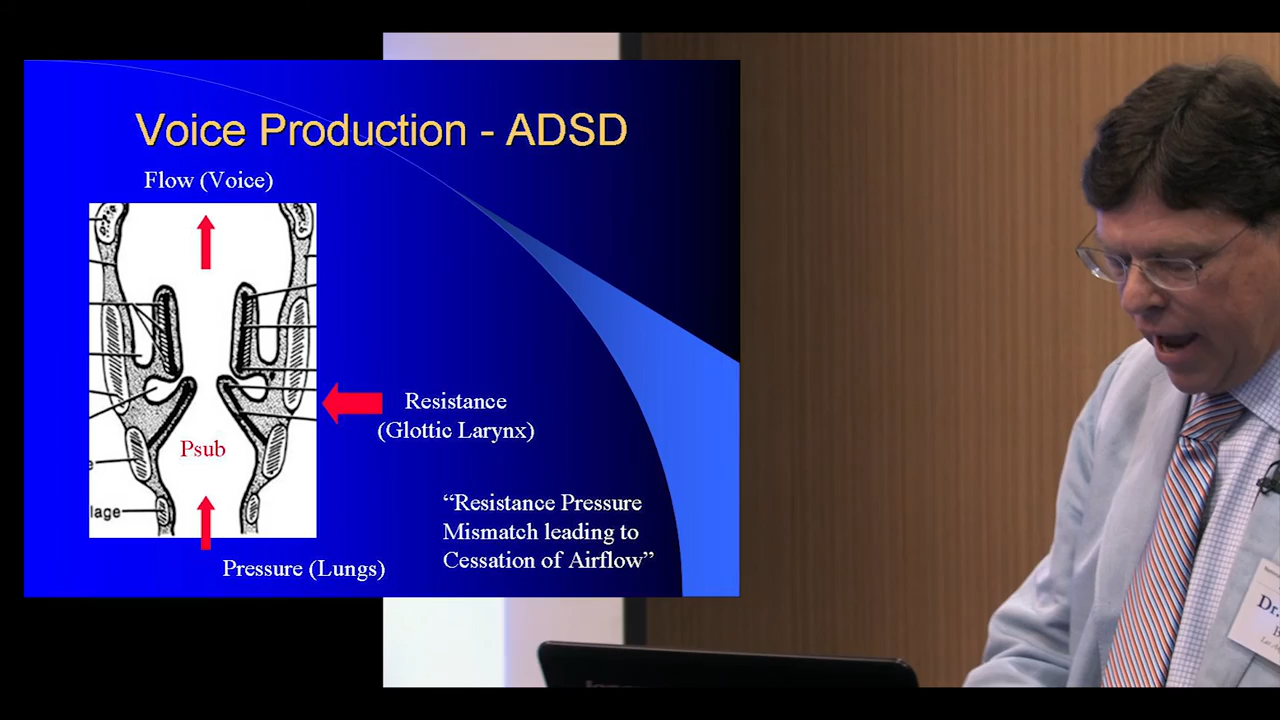 Voice Production - ADSD
Flow (Voice)
Resistance
(Glottic Larynx)
Psub
lage
“Resistance Pressure
Mismatch leading to
Cessation of Airflow”
Pressure (Lungs)
Dr.